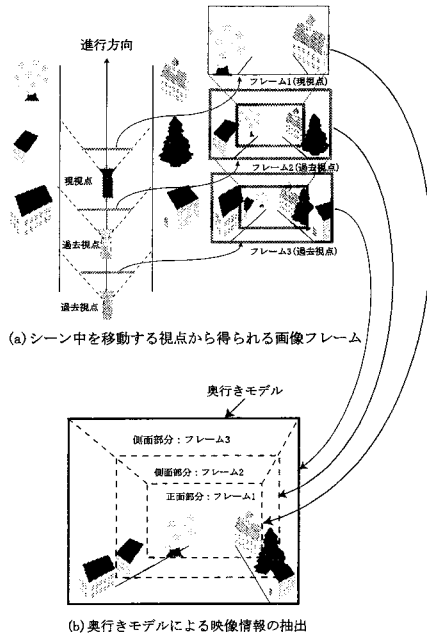 進行方向
フレーム1(現視点)
フレーム2(過去視点)
現視点
フレーム3(過去視点)
過去視点
過去視点
(a)シーン中を移動する視点から得られる画像フレーム
奥行きモデル
側面部分：フレーム3
側面部分：フレーム2
正面部分：フレーム1
(b)奥行きモデルによる映像情報の抽出